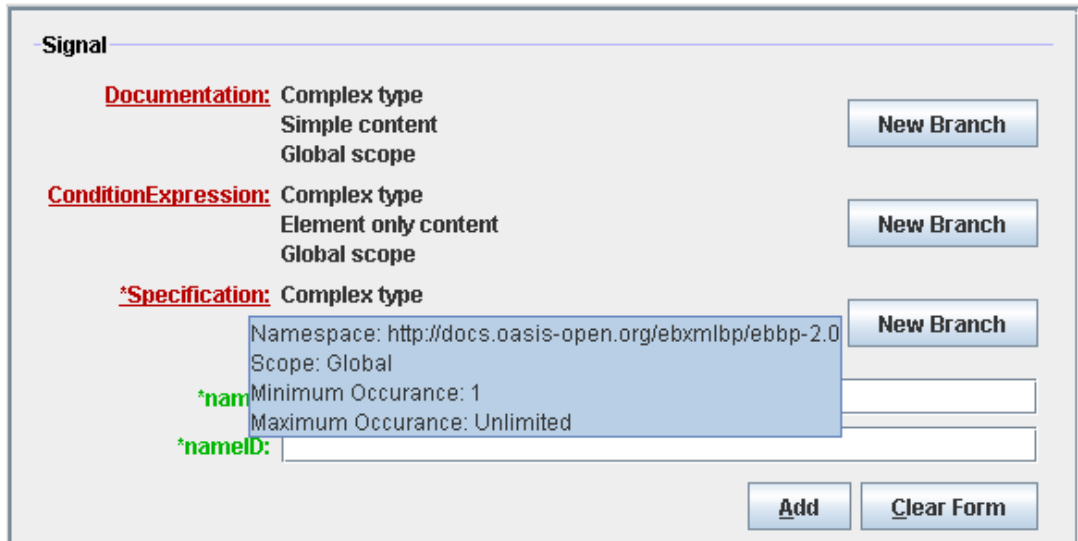 Signal
Documentation: Complex type
Simple content
Global scope
New Branch
ConditionExpression: Complex type
Element only content
Global scope
New Branch
*Specification: Complex type
New Branch
Namespace: http://docs.oasis-open.org/ebxmlbp/ebbp-2.0
Scope: Global
Minimum Occurance: 1
Maximum Occurance: Unlimited
*nam
*nameID:
Add
Clear Form